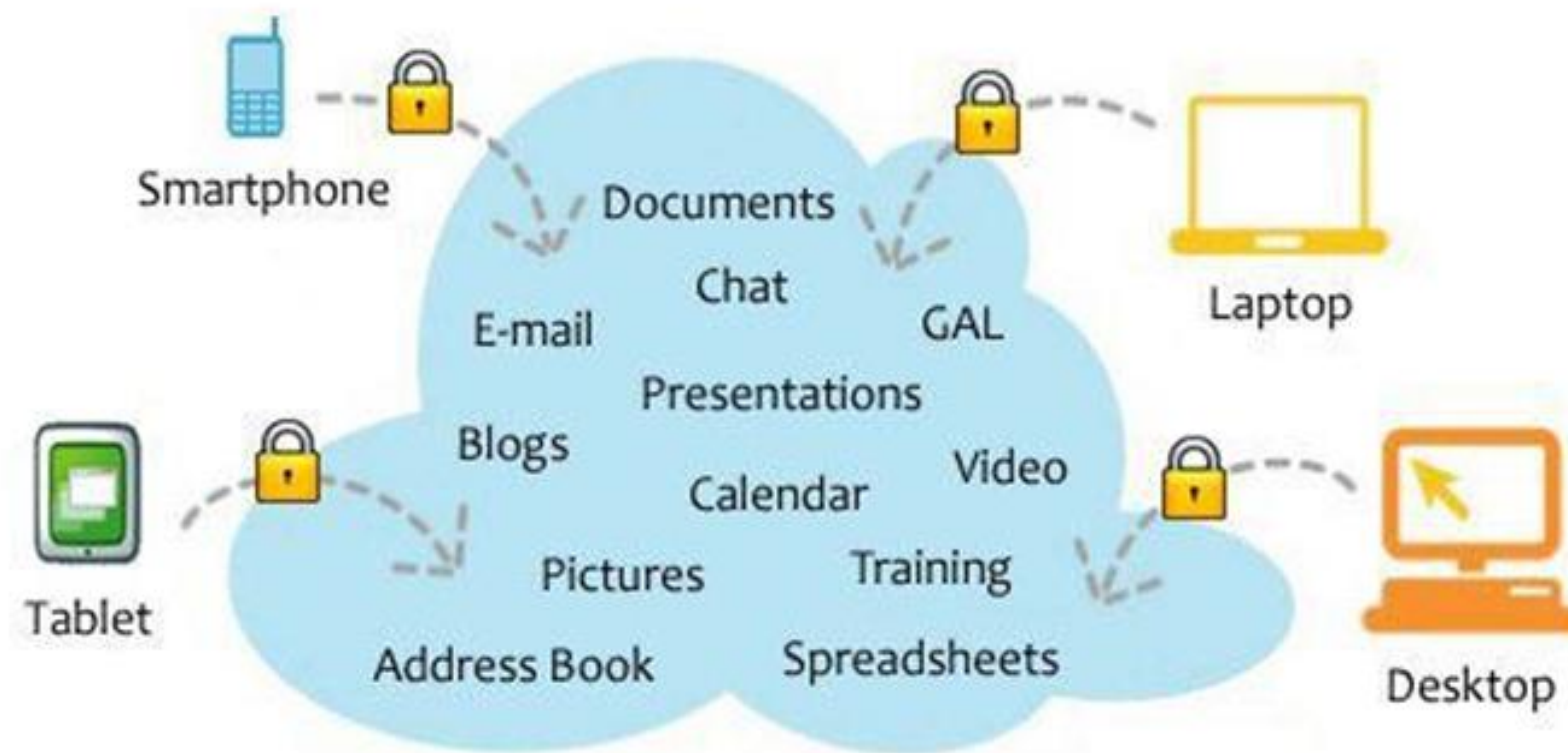 Smartphone
Documents
Chat
Laptop
E-mail
GAL
Presentations
Blogs
Video
Calendar
Pictures
Training
Tablet
Address Book
Spreadsheets
Desktop